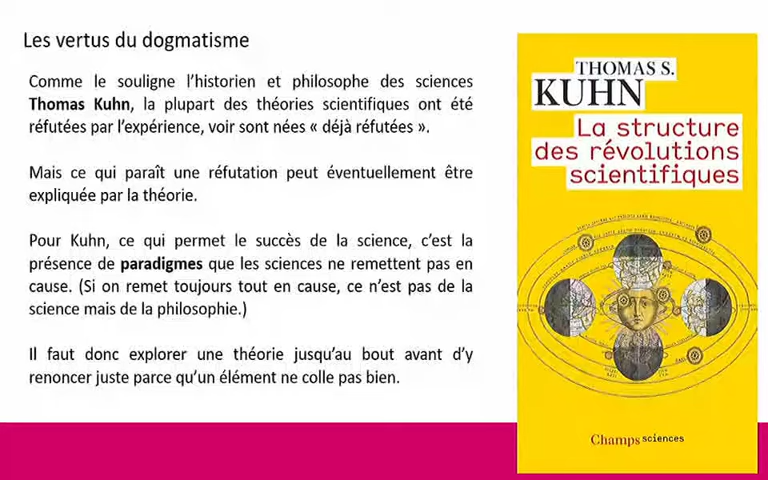 Les vertus du dogmatisme
Comme le souligne l'historien et philosophe des sciences
Thomas Kuhn, la plupart des théories scientifiques ont été
réfutées par l'expérience, voir sont nées « déjà réfutées ».
Mais ce qui paraît une réfutation peut éventuellement être
expliquée par la théorie.
Pour Kuhn, ce qui permet le succès de la science, c'est la
présence de paradigmes que les sciences ne remettent pas en
cause. (Si on remet toujours tout en cause, ce n'est pas de la
science mais de la philosophie.)
Il faut donc explorer une théorie jusqu'au bout avant d'y
renoncer juste parce qu'un élément ne colle pas bien.
THOMAS S.
KUHN
La structure
des révolutions
scientifiques
Champs sciences